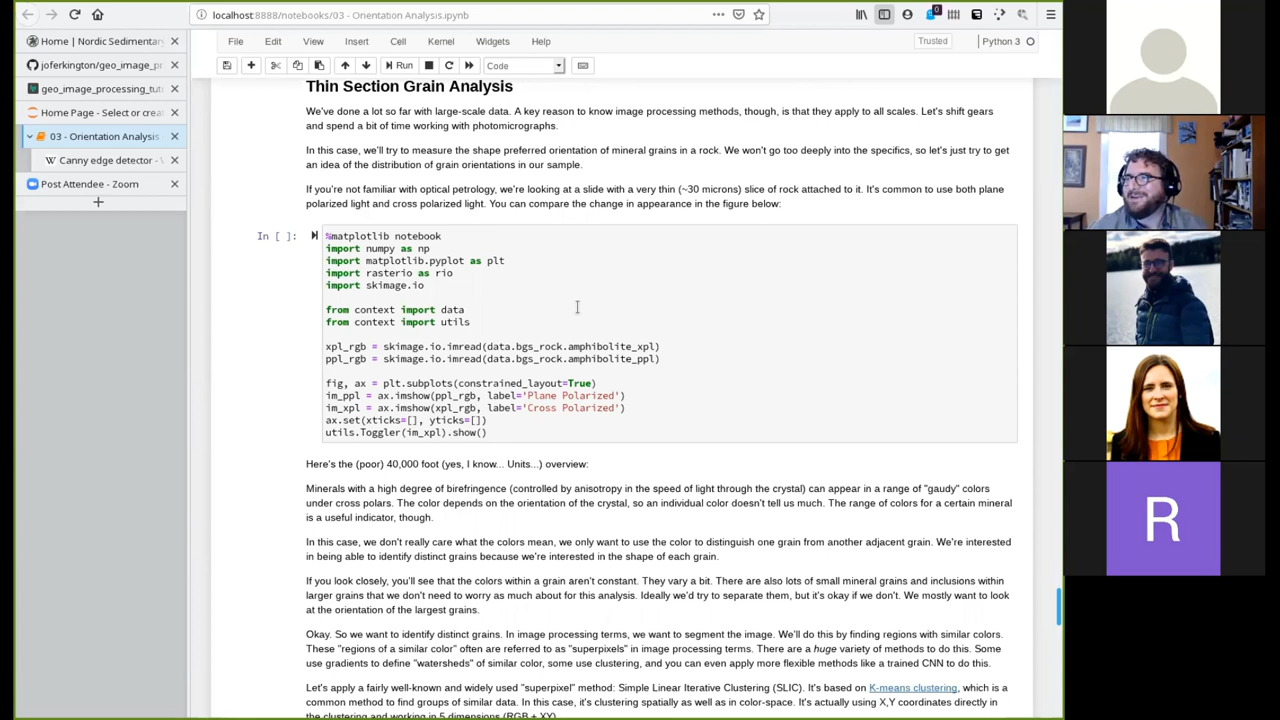 localhost:8888/notebooks/03 - Orientation Analysis.ipynb
0
Home | Nordic Sedimentar
joferkington/geo_image_pr
geo_image_processing_tut
Home Page - Select or crea
03 - Orientation Analysis
W Canny edge detector -
Post Attendee - Zoom
File Edit View Insert Cell Kernel Widgets Help
Trusted
Python 3
Run
Code
Thin Section Grain Analysis
We've done a lot so far with large-scale data. A key reason to know image processing methods, though, is that they apply to all scales. Let's shift gears
and spend a bit of time working with photomicrographs.
In this case, we'll try to measure the shape preferred orientation of mineral grains in a rock. We won't go too deeply into the specifics, so let's just try to get
an idea of the distribution of grain orientations in our sample.
If you're not familiar with optical petrology, we're looking at a slide with a very thin (~30 microns) slice of rock attached to it. It's common to use both plane
polarized light and cross polarized light. You can compare the change in appearance in the figure below:
In [ ]:
%matplotlib notebook
import numpy as np
import matplotlib.pyplot as plt
import rasterio as rio
import skimage.io
from context import data
from context import utils
xpl_rgb = skimage.io.imread(data.bgs_rock.amphibolite_xpl)
ppl_rgb = skimage.io.imread(data.bgs_rock.amphibolite_ppl)
fig, ax = plt.subplots(constrained_layout=True)
im_ppl = ax.imshow(ppl_rgb, label='Plane Polarized')
im_xpl = ax.imshow(xpl_rgb, label='Cross Polarized')
ax.set(xticks=[], yticks=[])
utils.Toggler(im_xpl).show()
Here's the (poor) 40,000 foot (yes, I know... Units...) overview:
Minerals with a high degree of birefringence (controlled by anisotropy in the speed of light through the crystal) can appear in a range of "gaudy" colors
under cross polars. The color depends on the orientation of the crystal, so an individual color doesn't tell us much. The range of colors for a certain mineral
is a useful indicator, though.
In this case, we don't really care what the colors mean, we only want to use the color to distinguish one grain from another adjacent grain. We're interested
in being able to identify distinct grains because we're interested in the shape of each grain.
If you look closely, you'll see that the colors within a grain aren't constant. They vary a bit. There are also lots of small mineral grains and inclusions within
larger grains that we don't need to worry as much about for this analysis. Ideally we'd try to separate them, but it's okay if we don't. We mostly want to look
at the orientation of the largest grains.
Okay. So we want to identify distinct grains. In image processing terms, we want to segment the image. We'll do this by finding regions with similar colors.
These "regions of a similar color" often are referred to as "superpixels" in image processing terms. There are a huge variety of methods to do this. Some
use gradients to define "watersheds" of similar color, some use clustering, and you can even apply more flexible methods like a trained CNN to do this.
Let's apply a fairly well-known and widely used "superpixel" method: Simple Linear Iterative Clustering (SLIC). It's based on K-means clustering, which is a
common method to find groups of similar data. In this case, it's clustering spatially as well as in color-space. It's actually using X,Y coordinates directly in
the clustering and working in 5 dimensions (RGB + XY)
R